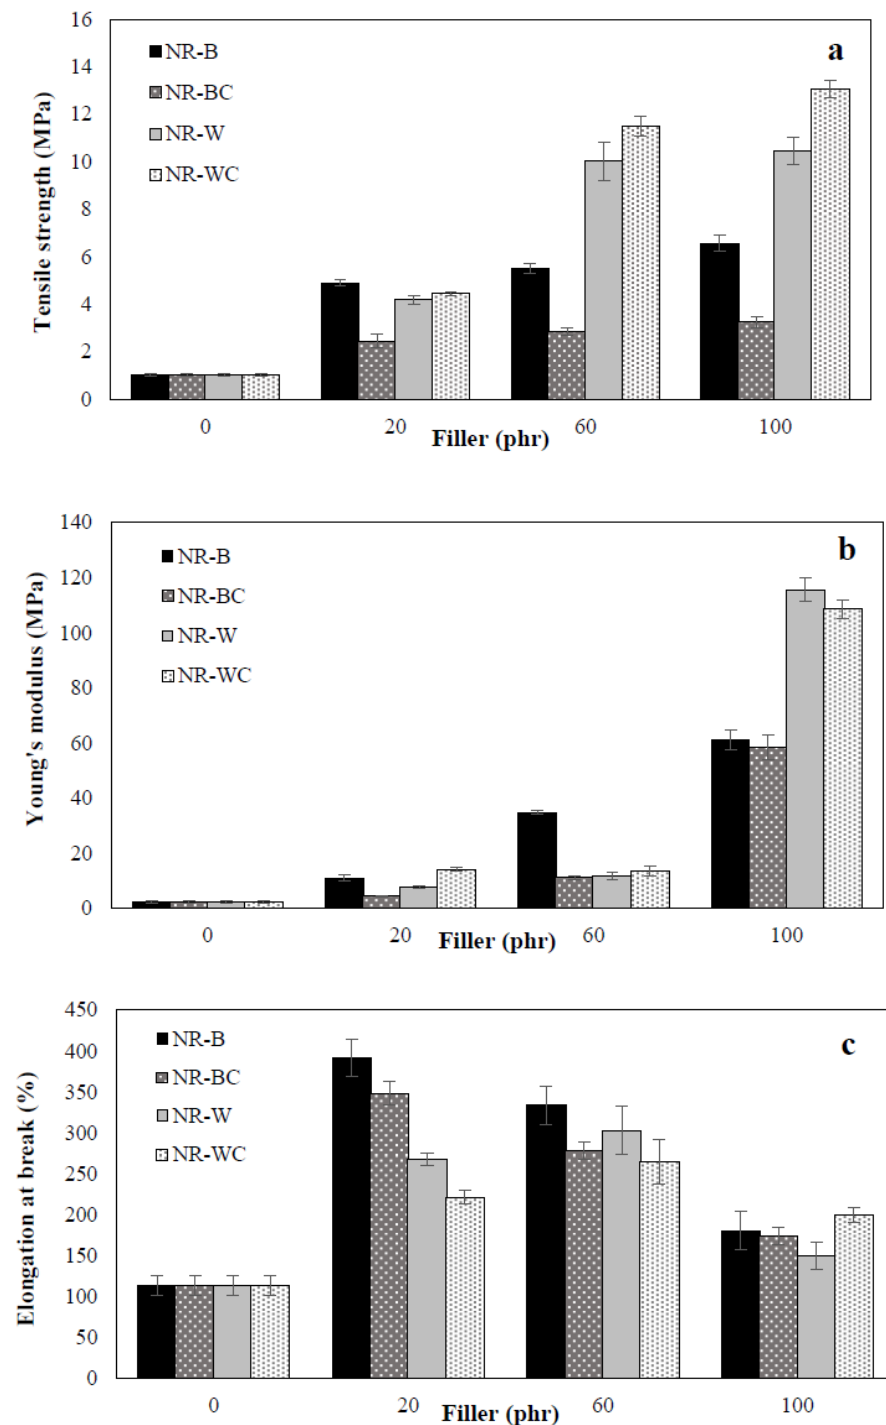 16
14
12
10
8
6
4
2
0
Tensile strength (MPa)
NR-B
NR-BC
NR-W
NR-WC
a
0 20 60 100
Filler (phr)
140
120
100
80
60
40
20
0
Young's modulus (MPa)
NR-B
NR-BC
NR-W
NR-WC
b
0 20 60 100
Filler (phr)
450
400
350
300
250
200
150
100
50
0
Elongation at break (%)
NR-B
NR-BC
NR-W
NR-WC
c
0 20 60 100
Filler (phr)